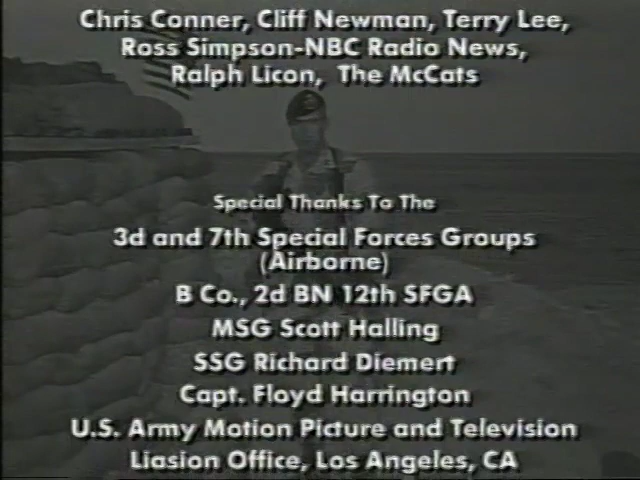 Chris Conner, Cliff Newman, Terry Lee,
Ross Simpson-NBC Radio News,
Ralph Licon, The McCats
Special Thanks To The
3d and 7th Special Forces Groups
(Airborne)
B Co., 2d BN 12th SFGA
MSG Scott Halling
SSG Richard Diemert
Capt. Floyd Harrington
U.S. Army Motion Picture and Television
Liasion Office, Los Angeles, CA